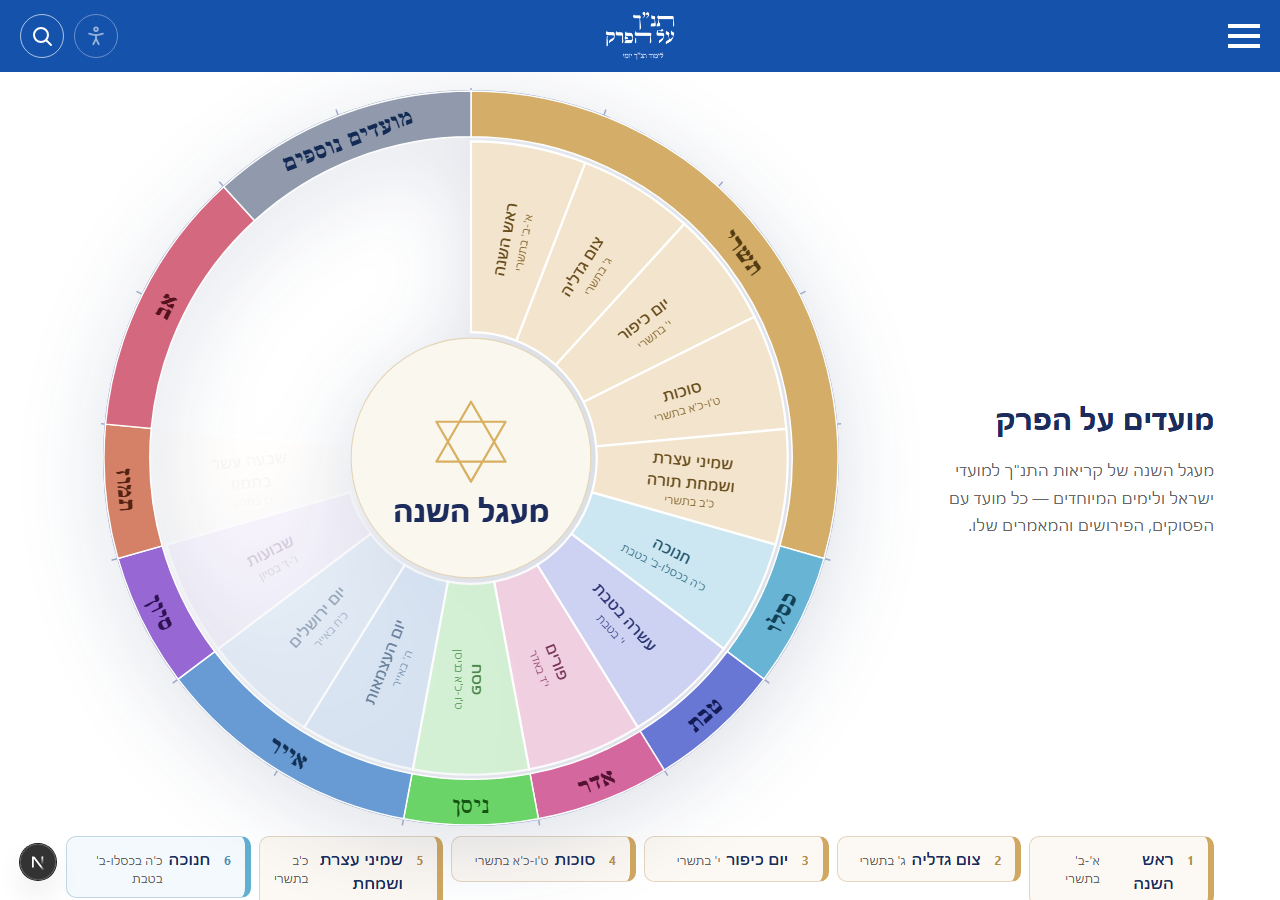 תנ"ך
על הפרק
לימוד תנ"ך יומי
מועדים על הפרק
מעגל השנה של קריאות התנ"ך למועדי
ישראל ולימים המיוחדים — כל מועד עם
הפסוקים, הפירושים והמאמרים שלו.
תשרי
כסלו
טבת
אדר
ניסן
אייר
סיון
תמוז
אב
מועדים נוספים
ראש השנה
א'-ב' בתשרי
צום גדליה
ג' בתשרי
יום כיפור
י' בתשרי
סוכות
ט'ו-כ'א בתשרי
שמיני עצרת
ושמחת תורה
כ'ב בתשרי
חנוכה
כ'ה בכסלו-ב' בטבת
עשרה בטבת
י' בטבת
פורים
י'ד באדר
פסח
ט'ו-כ'א בניסן
יום העצמאות
ה' באייר
יום ירושלים
כ'ח באייר
שבועות
ו'-ז' בסיון
שבעה עשר
בתמוז
מעגל השנה
1 ראש השנה א'-ב' בתשרי
2 צום גדליה ג' בתשרי
3 יום כיפור י' בתשרי
4 סוכות ט'ו-כ'א בתשרי
5 שמיני עצרת ושמחת כ'ב בתשרי
6 חנוכה כ'ה בכסלו-ב' בטבת
N